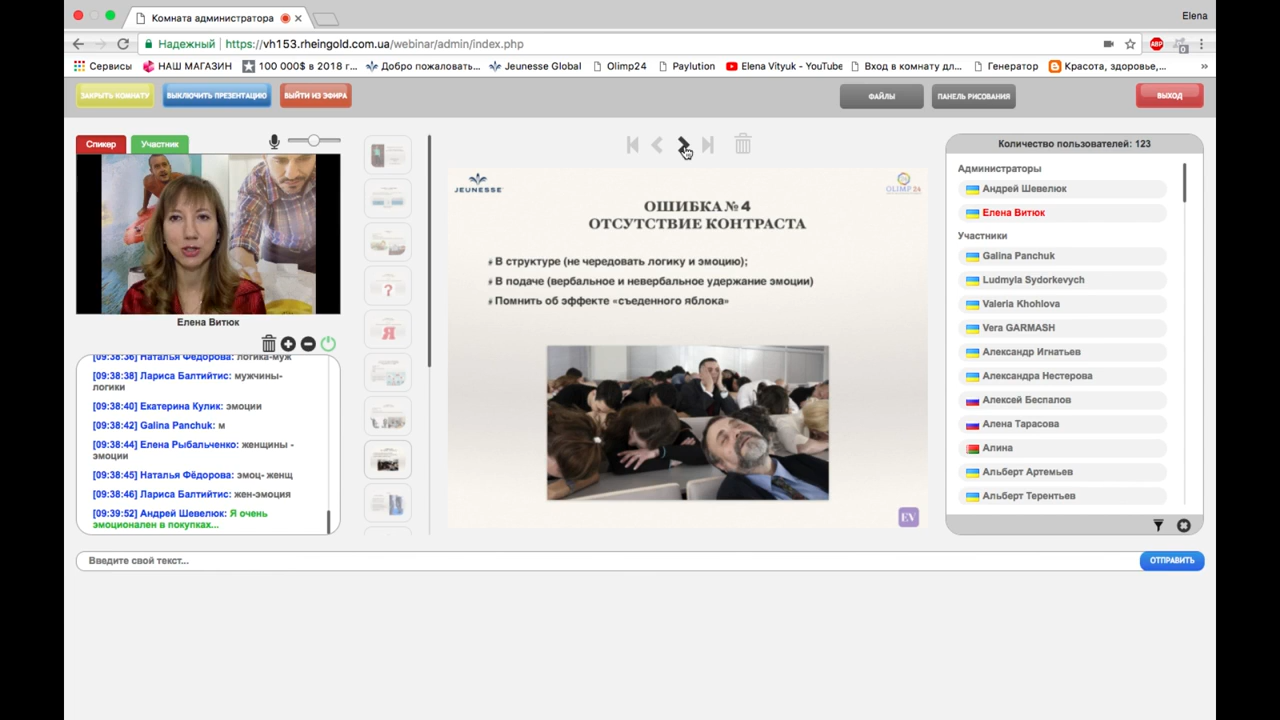 Комната администратора
Elena
Надежный
https://vh153.rheingold.com.ua/webinar/admin/index.php
ABP
0
Сервисы
НАШ МАГАЗИН
100 000$ в 2018 г...
Добро пожаловать...
Jeunesse Global
Olimp24
Paylution
Elena Vityuk - YouTube
Вход в комнату дл...
Генератор
Красота, здоровье,...
»
ЗАКРЫТЬ КОМНАТУ
ВЫКЛЮЧИТЬ ПРЕЗЕНТАЦИЮ
ВЫЙТИ ИЗ ЭФИРА
ФАЙЛЫ
ПАНЕЛЬ РИСОВАНИЯ
ВЫХОД
Спикер
Участник
Елена Витюк
[09:38:36] Наталья Фёдорова: логика-муж
[09:38:38] Лариса Балтийтис: мужчины-
логики
[09:38:40] Екатерина Кулик: эмоции
[09:38:42] Galina Panchuk: м
[09:38:44] Елена Рыбальченко: женщины -
эмоции
[09:38:45] Наталья Фёдорова: эмоц- женщ
[09:38:46] Лариса Балтийтис: жен-эмоция
[09:39:52] Андрей Шевелюк: Я очень
эмоционален в покупках...
?
Я
JEUNESSE
OLIMP 24
ОШИБКА № 4
ОТСУТСТВИЕ КОНТРАСТА
В структуре (не чередовать логику и эмоцию);
В подаче (вербальное и невербальное удержание эмоции)
Помнить об эффекте «съеденного яблока»
EV
Количество пользователей: 123
Администраторы
Андрей Шевелюк
Елена Витюк
Участники
Galina Panchuk
Ludmyla Sydorkevych
Valeria Khohlova
Vera GARMASH
Александр Игнатьев
Александра Нестерова
Алексей Беспалов
Алена Тарасова
Алина
Альберт Артемьев
Альберт Терентьев
Введите свой текст...
ОТПРАВИТЬ